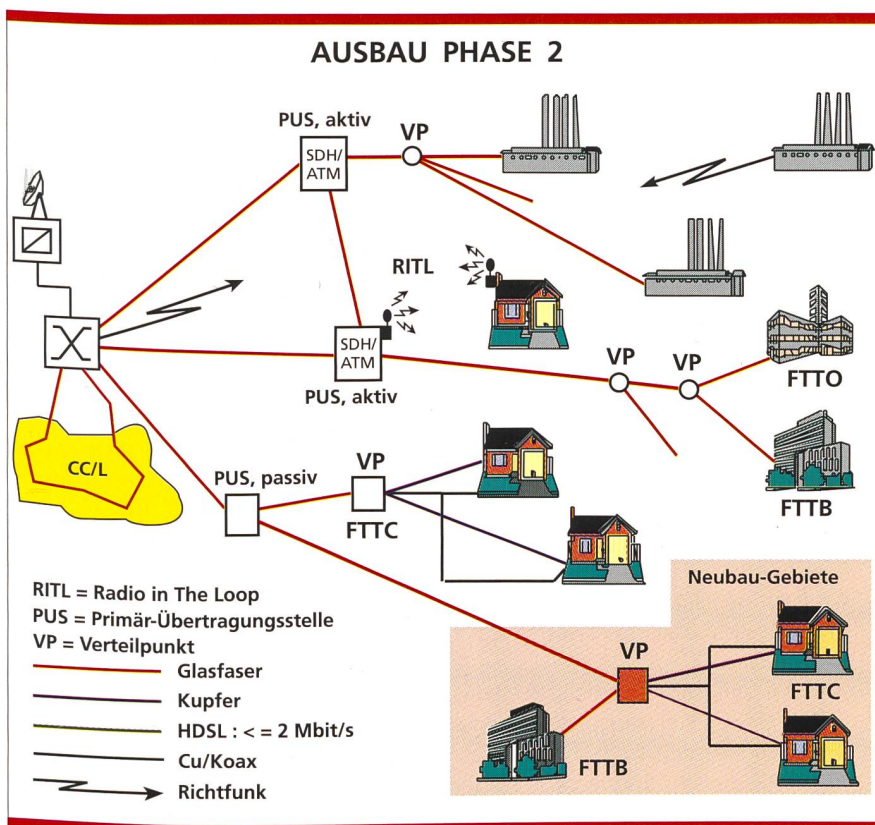 AUSBAU PHASE 2
PUS, aktiv
VP
SDH/
ATM
RITL
SDH/
ATM
PUS, aktiv
VP
VP
FTTO
FTTB
CC/L
PUS, passiv
VP
FTTC
Neubau-Gebiete
VP
FTTC
FTTB
RITL = Radio in The Loop
PUS = Primär-Übertragungsstelle
VP = Verteilpunkt
Glasfaser
Kupfer
HDSL : < = 2 Mbit/s
Cu/Koax
Richtfunk